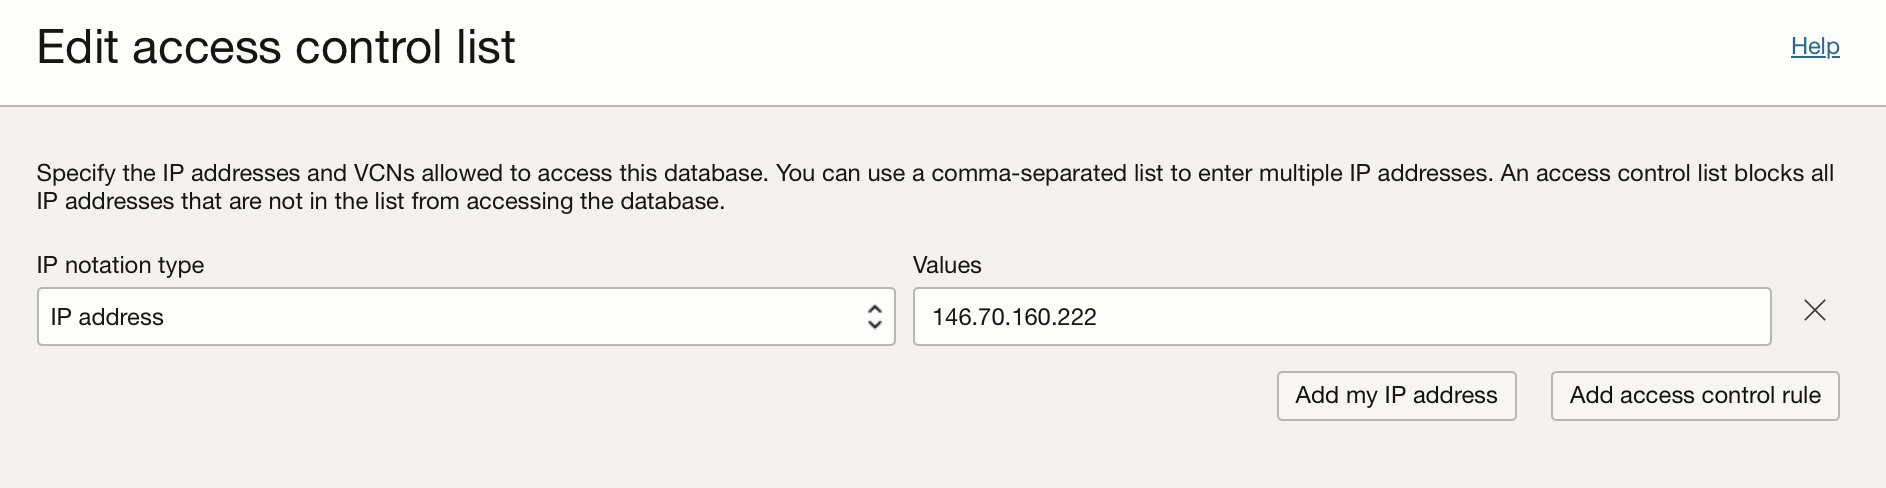 Edit access control list
Help
Specify the IP addresses and VCNs allowed to access this database. You can use a comma-separated list to enter multiple IP addresses. An access control list blocks all
IP addresses that are not in the list from accessing the database.
IP notation type
Values
IP address
146.70.160.222
Add my IP address
Add access control rule